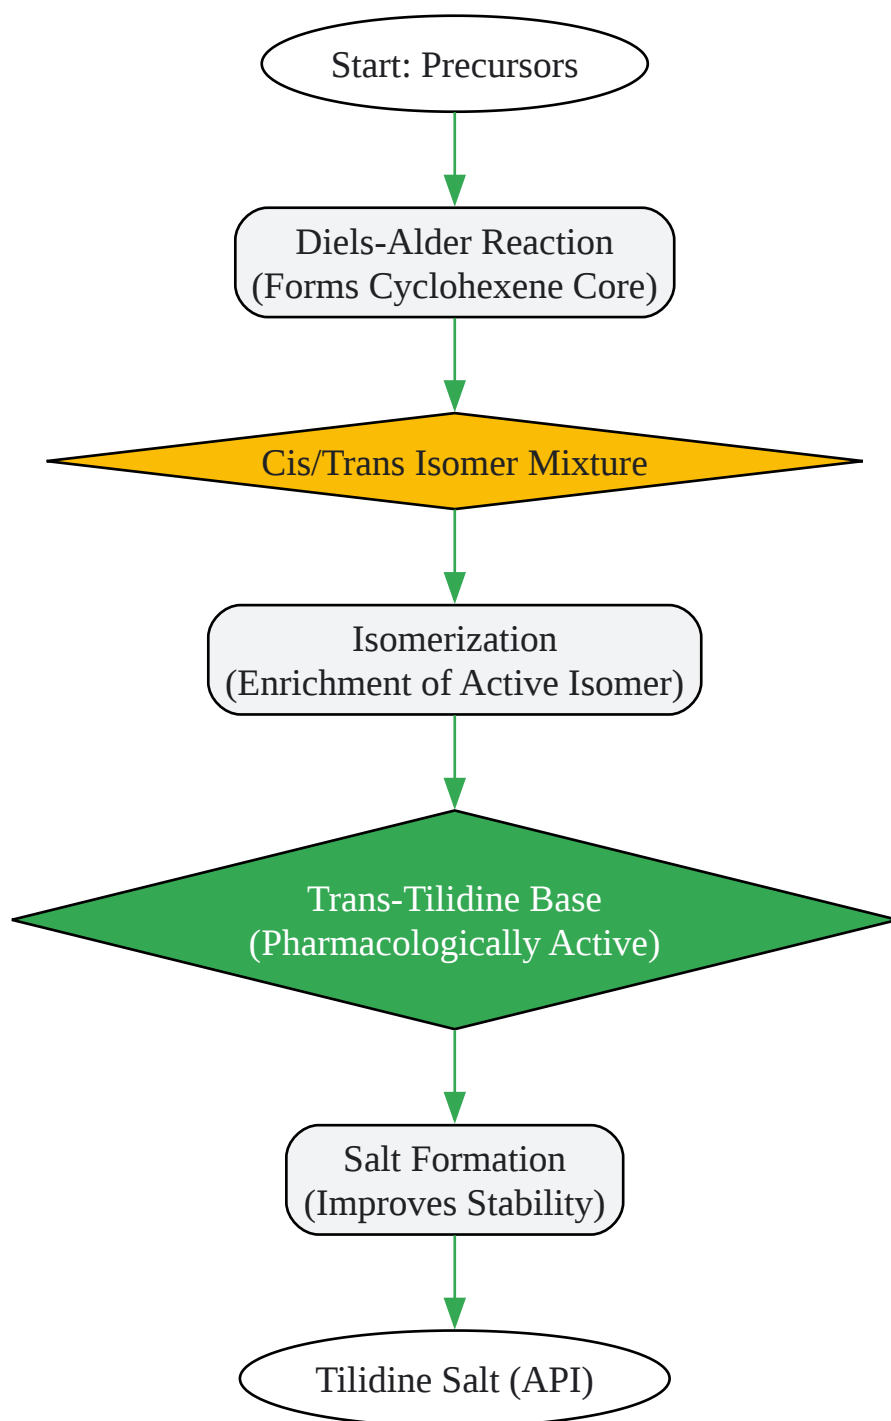 Start: Precursors
Diels-Alder Reaction
(Forms Cyclohexene Core)
Cis/Trans Isomer Mixture
Isomerization
(Enrichment of Active Isomer)
Trans-Tilidine Base
(Pharmacologically Active)
Salt Formation
(Improves Stability)
Tilidine Salt (API)